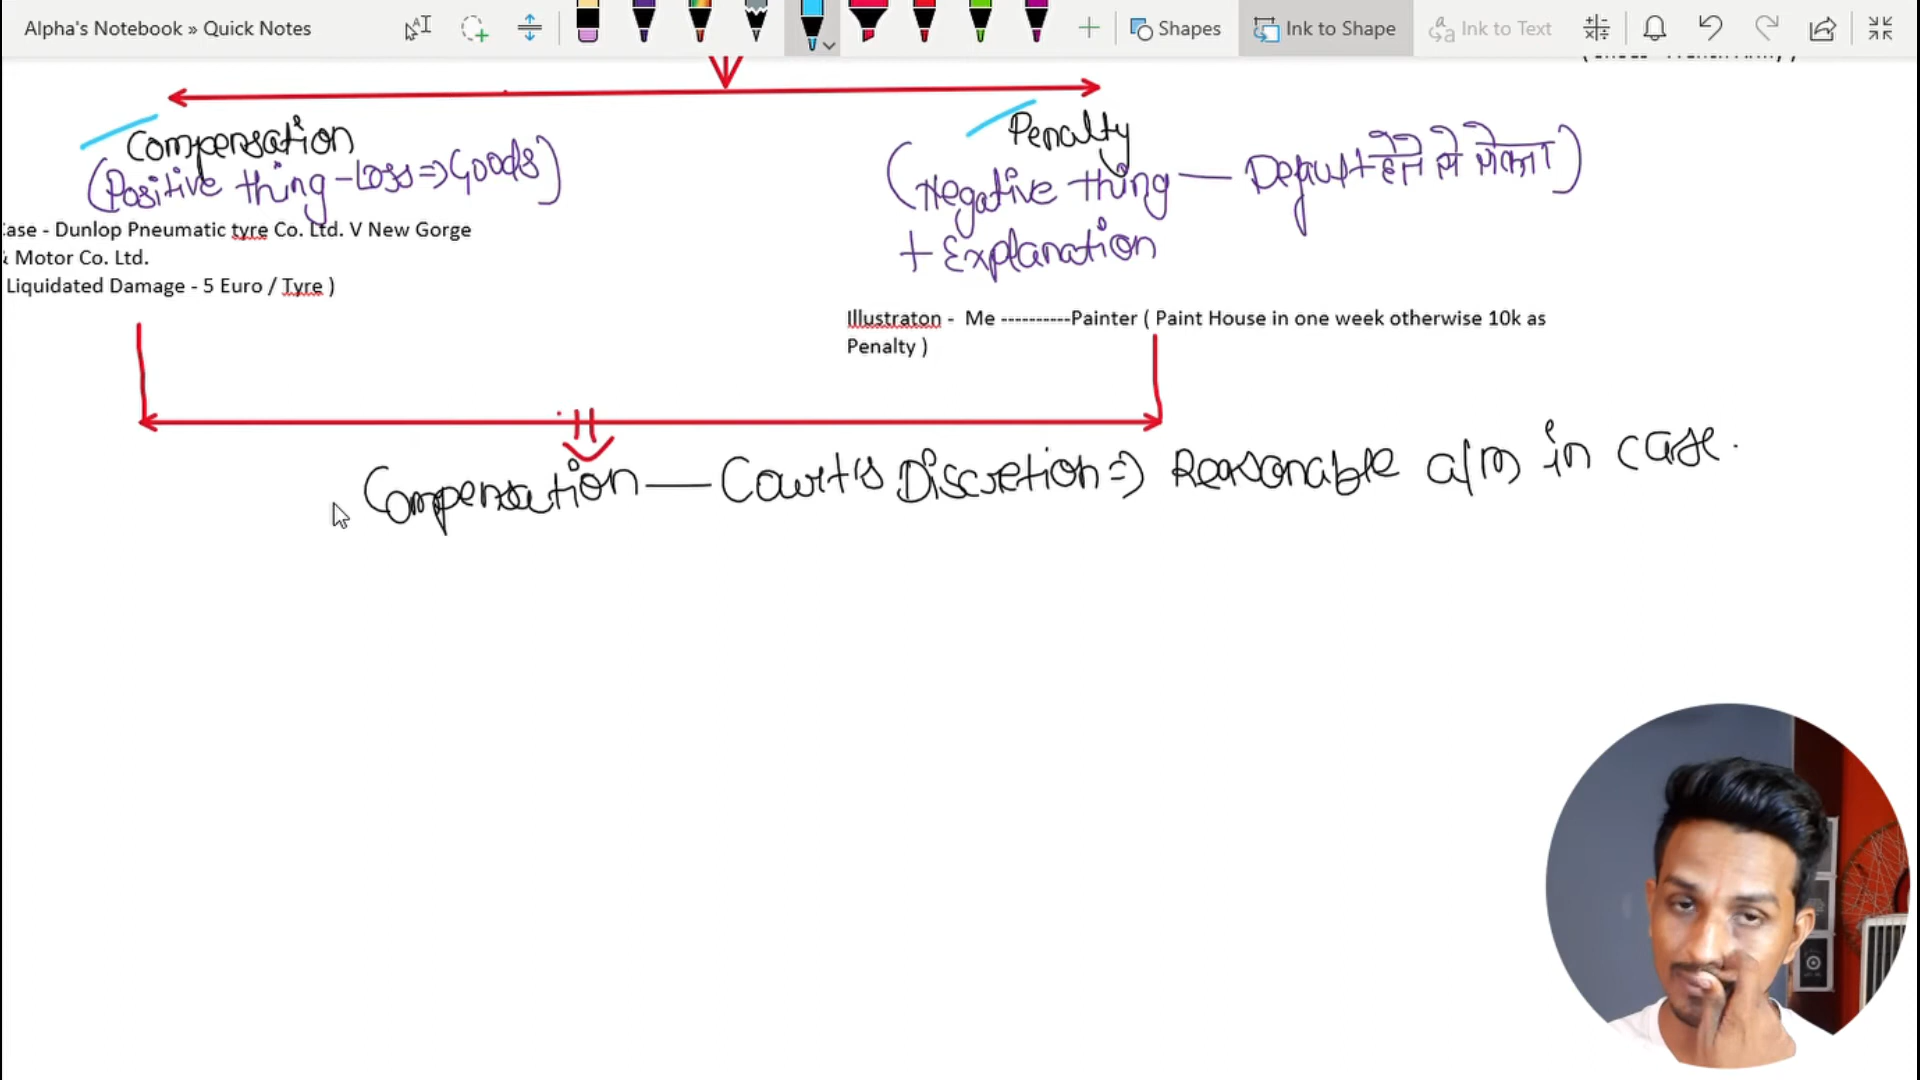 Alpha's Notebook » Quick Notes
Shapes
Ink to Shape
Ink to Text
Compensation
(Positive thing - Loss ⇒ Goods)
Case - Dunlop Pneumatic tyre Co. Ltd. V New Gorge
& Motor Co. Ltd.
Liquidated Damage - 5 Euro / Tyre )
Penalty
(Negative thing — Default होने से रोकना)
+ Explanation
Illustraton - Me ----------Painter ( Paint House in one week otherwise 10k as
Penalty )
Compensation — Court's Discretion ⇒ Reasonable a/m in case.